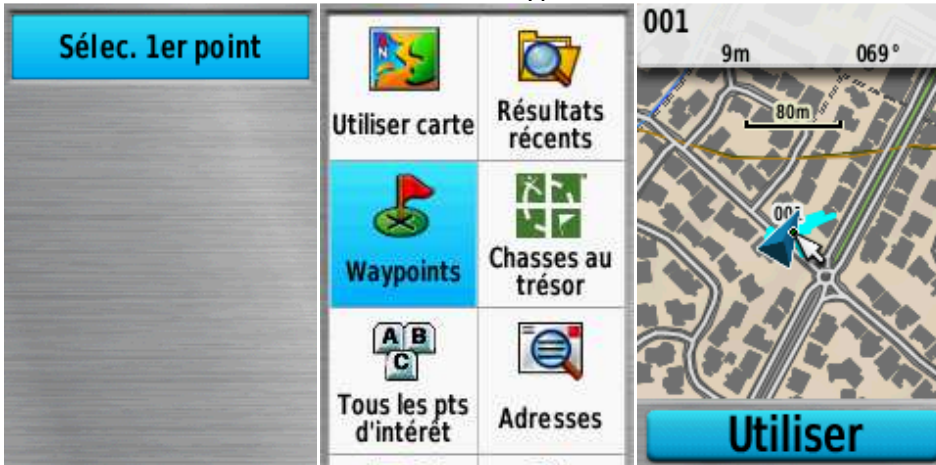 Sélec. 1er point
Utiliser carte
Résultats
récents
Waypoints
Chasses au
trésor
A B
C
Tous les pts
d'intérêt
Adresses
001
9m 069°
80m
001
Utiliser